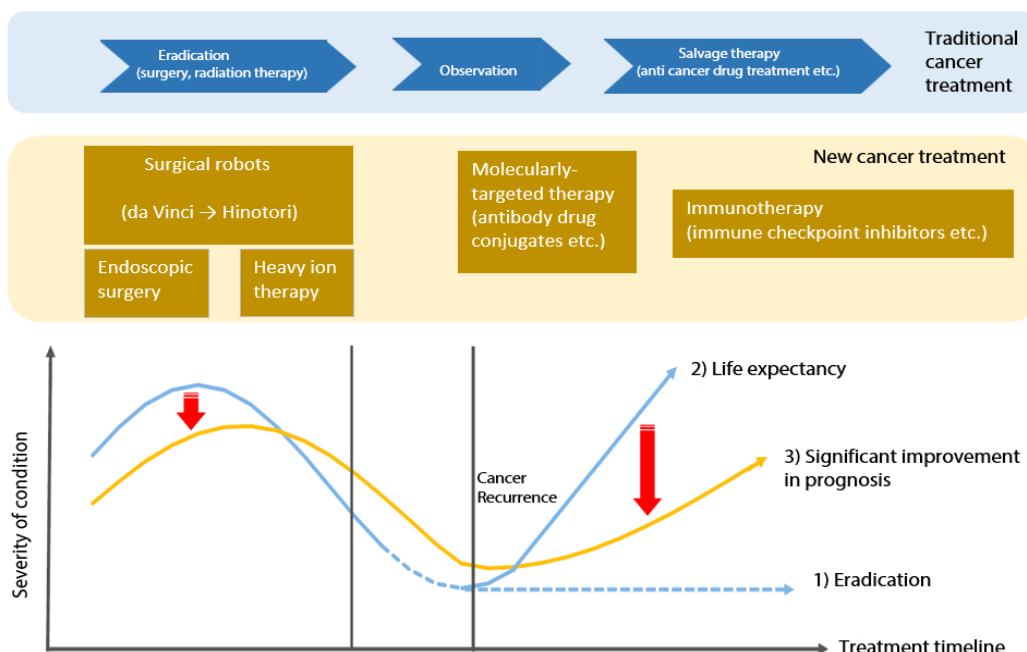 Eradication
(surgery, radiation therapy)
Observation
Salvage therapy
(anti cancer drug treatment etc.)
Traditional
cancer
treatment
New cancer treatment
Surgical robots
(da Vinci → Hinotori)
Endoscopic
surgery
Heavy ion
therapy
Molecularly-
targeted therapy
(antibody drug
conjugates etc.)
Immunotherapy
(immune checkpoint inhibitors etc.)
Severity of condition
2) Life expectancy
3) Significant improvement
in prognosis
Cancer
Recurrence
1) Eradication
Treatment timeline